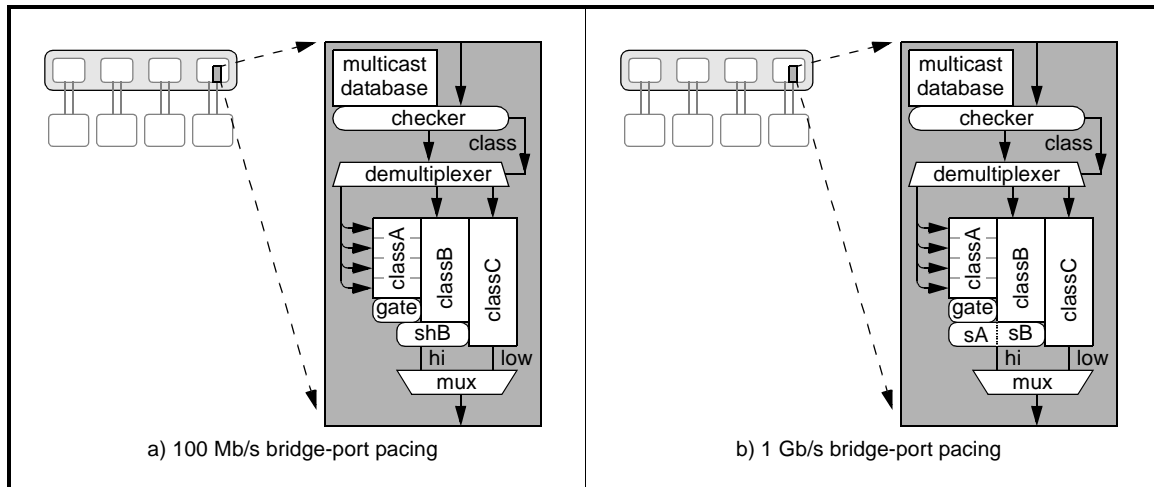 multicast
database
checker
class
demultiplexer
classA
classB
classC
gate
shB
hi
low
mux
a) 100 Mb/s bridge-port pacing
multicast
database
checker
class
demultiplexer
classA
classB
classC
gate
sA
sB
hi
low
mux
b) 1 Gb/s bridge-port pacing